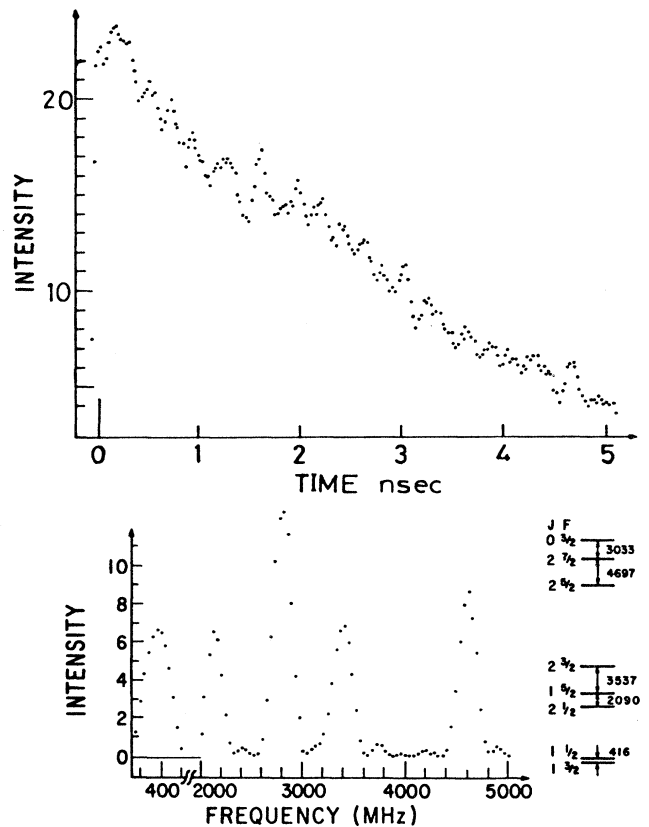 20
10
INTENSITY
0 1 2 3 4 5
TIME nsec
10
8
6
4
2
0
INTENSITY
400 2000 3000 4000 5000
FREQUENCY (MHz)
J F
0 3/2
3033
2 7/2
4697
2 5/2
2 3/2
3537
1 5/2
2090
2 1/2
1 1/2 416
1 3/2